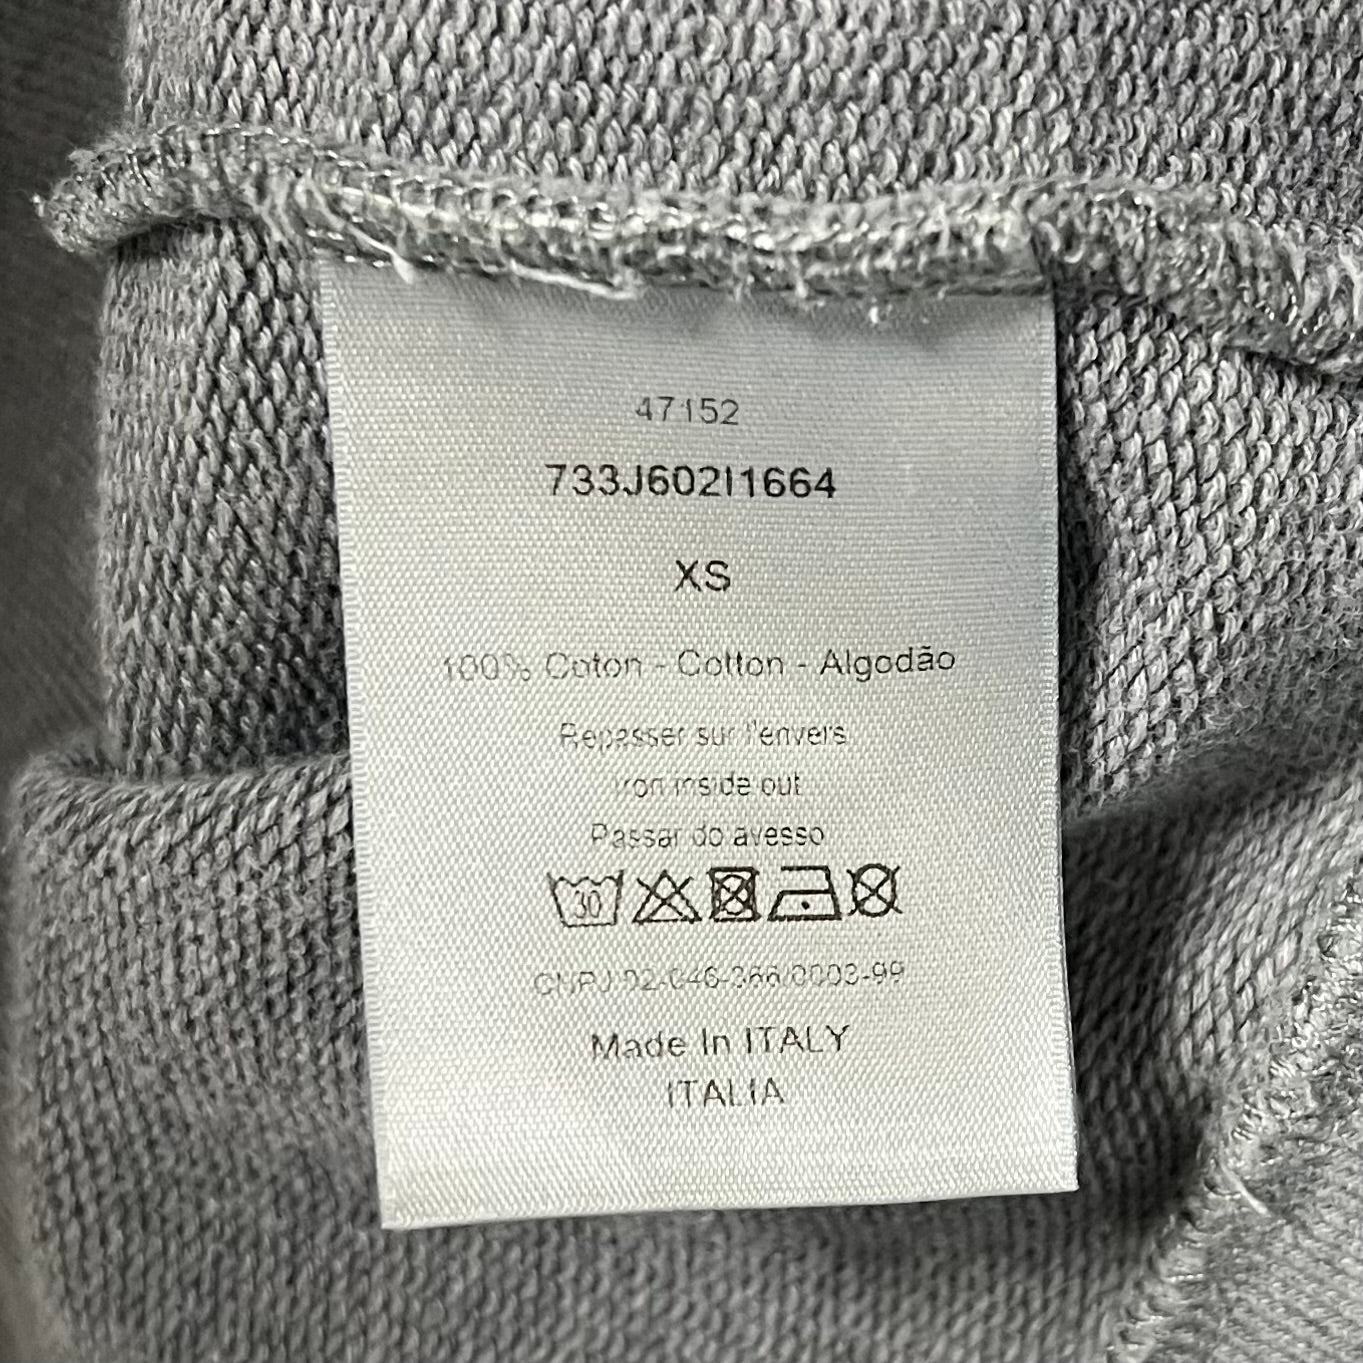 47152
733J602I1664
XS
100% Coton - Cotton - Algodão
Repasser sur l'envers
Iron inside out
Passar do avesso
30
CNPJ 02-046-366/0003-99
Made In ITALY
ITALIA